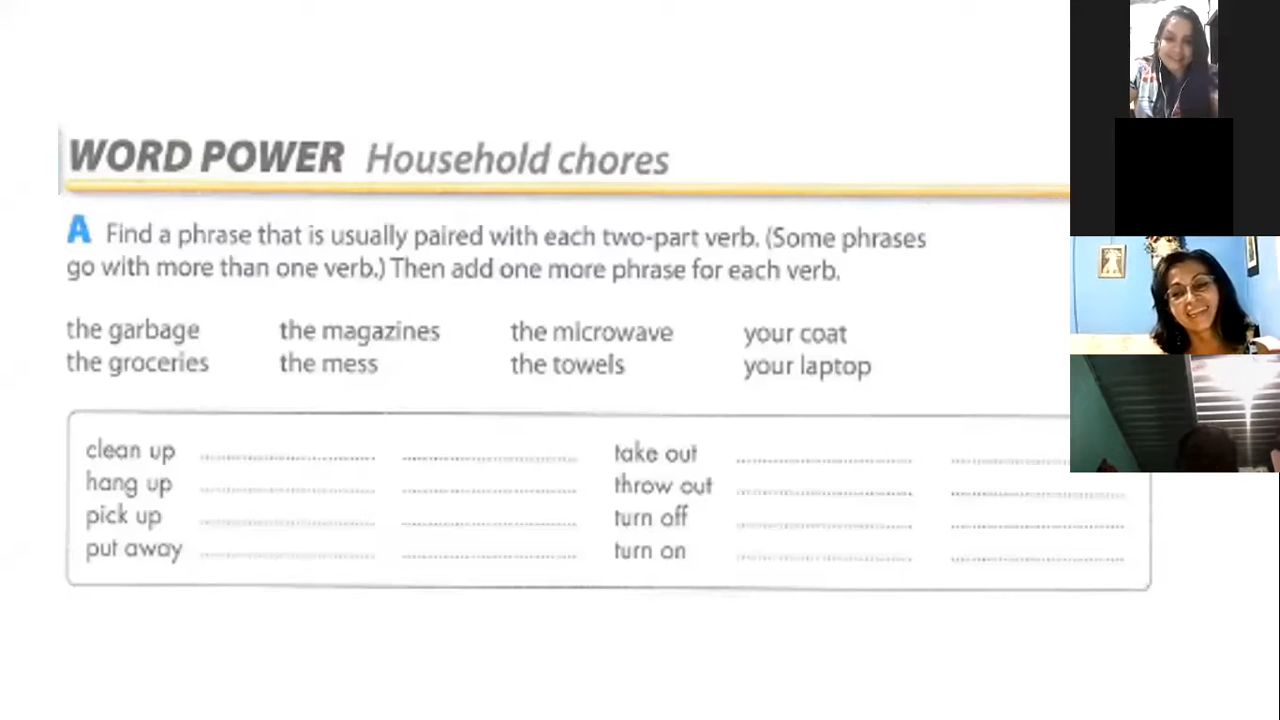 WORD POWER Household chores
A Find a phrase that is usually paired with each two-part verb. (Some phrases
go with more than one verb.) Then add one more phrase for each verb.
the garbage the magazines the microwave your coat
the groceries the mess the towels your laptop
clean up take out
hang up throw out
pick up turn off
put away turn on